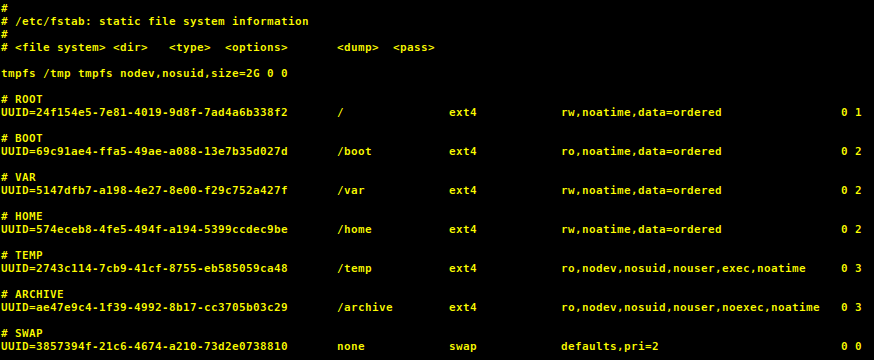 #
# /etc/fstab: static file system information
#
# <file system> <dir> <type> <options> <dump> <pass>
tmpfs /tmp tmpfs nodev,nosuid,size=2G 0 0
# ROOT
UUID=24f154e5-7e81-4019-9d8f-7ad4a6b338f2 / ext4 rw,noatime,data=ordered 0 1
# BOOT
UUID=69c91ae4-ffa5-49ae-a088-13e7b35d027d /boot ext4 ro,noatime,data=ordered 0 2
# VAR
UUID=5147dfb7-a198-4e27-8e00-f29c752a427f /var ext4 rw,noatime,data=ordered 0 2
# HOME
UUID=574eceb8-4fe5-494f-a194-5399ccdec9be /home ext4 rw,noatime,data=ordered 0 2
# TEMP
UUID=2743c114-7cb9-41cf-8755-eb585059ca48 /temp ext4 ro,nodev,nosuid,nouser,exec,noatime 0 3
# ARCHIVE
UUID=ae47e9c4-1f39-4992-8b17-cc3705b03c29 /archive ext4 ro,nodev,nosuid,nouser,noexec,noatime 0 3
# SWAP
UUID=3857394f-21c6-4674-a210-73d2e0738810 none swap defaults,pri=2 0 0